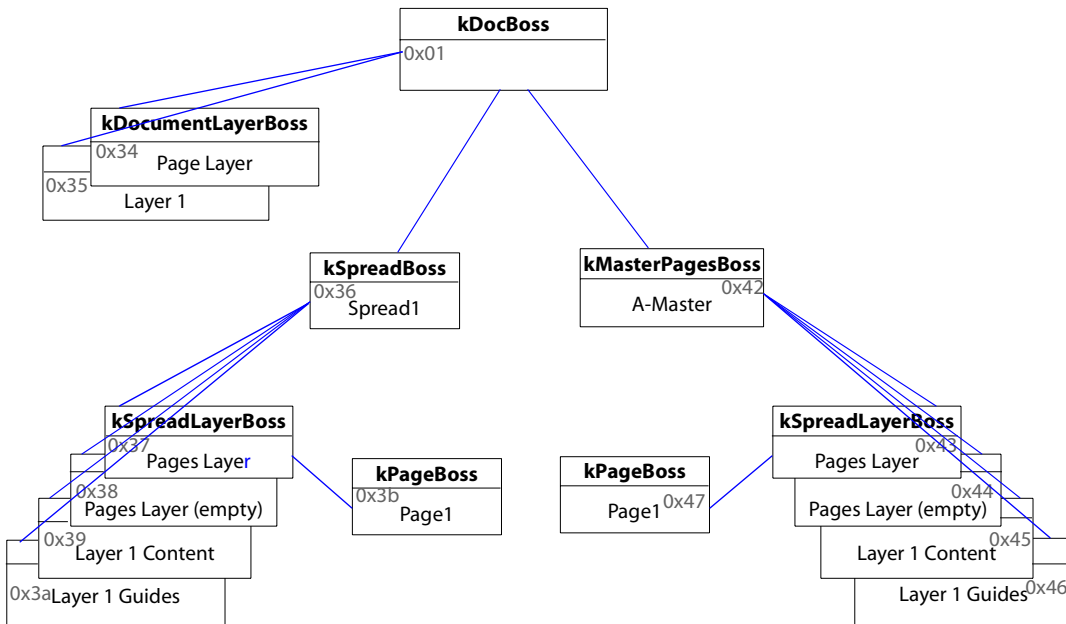 kDocBoss
0x01
kDocumentLayerBoss
0x34
Page Layer
0x35
Layer 1
kSpreadBoss
0x36
Spread1
kMasterPagesBoss
0x42
A-Master
kSpreadLayerBoss
0x37
Pages Layer
0x38
Pages Layer (empty)
0x39
Layer 1 Content
0x3a
Layer 1 Guides
kPageBoss
0x3b
Page1
kPageBoss
0x47
Page1
kSpreadLayerBoss
0x43
Pages Layer
0x44
Pages Layer (empty)
0x45
Layer 1 Content
0x46
Layer 1 Guides